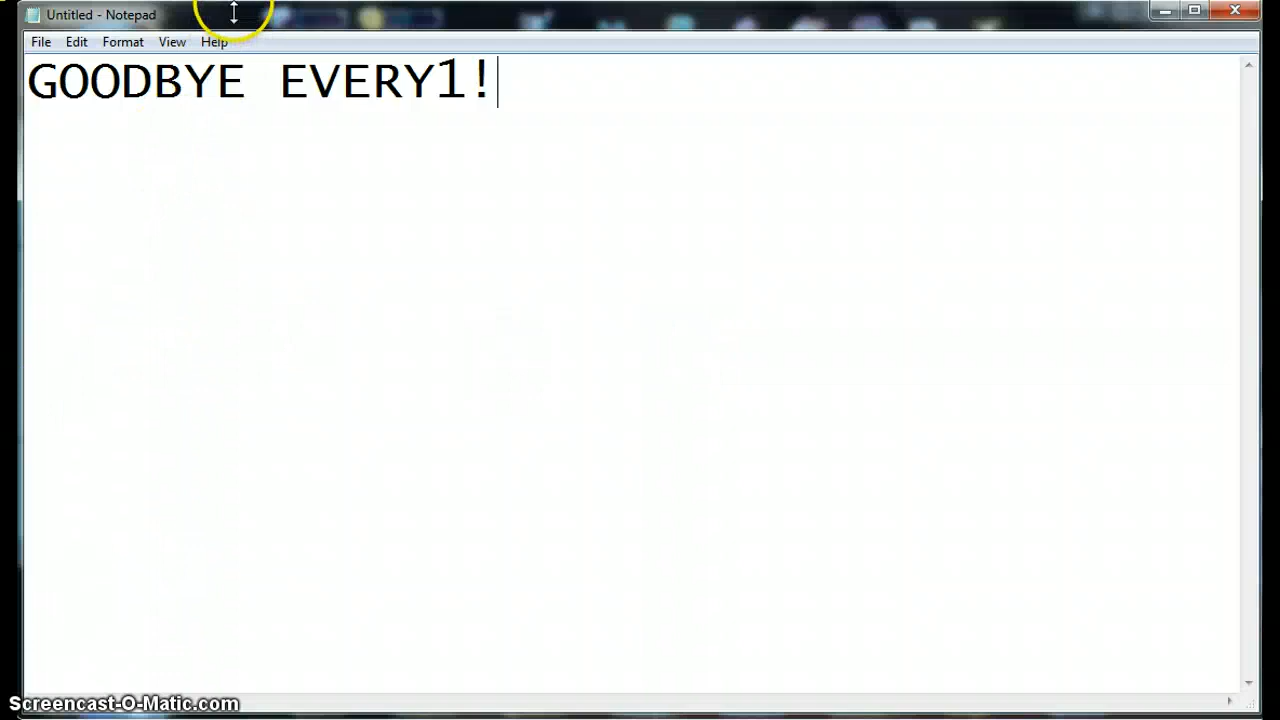 Untitled - Notepad
File Edit Format View Help
GOODBYE EVERY1!
Screencast-O-Matic.com